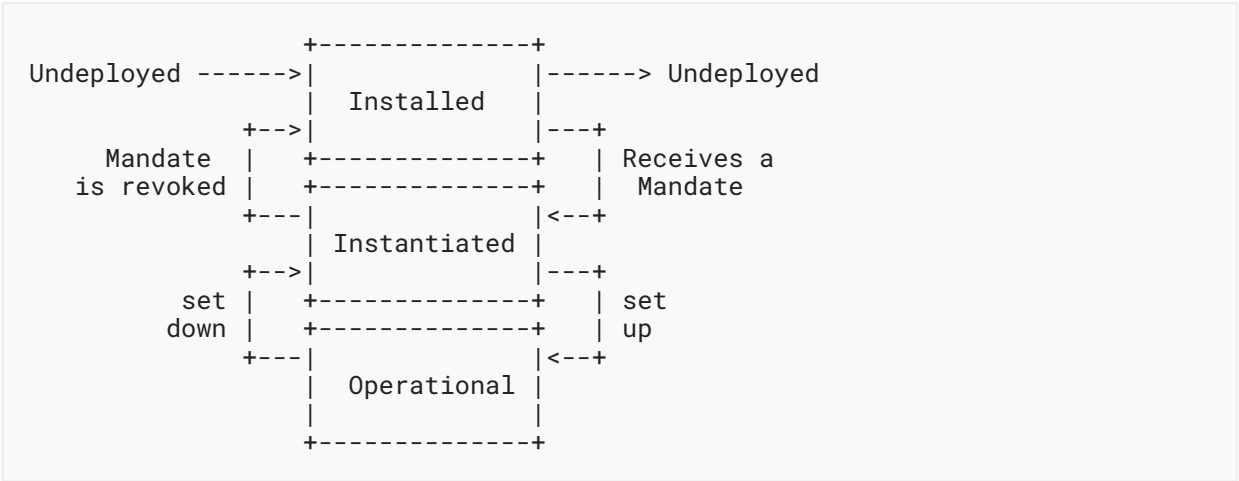 +--------------+
Undeployed ------>|              |------> Undeployed
                  |  Installed   |
              +-->|              |---+
     Mandate  |   +--------------+   | Receives a
   is revoked |   +--------------+   |  Mandate
              +---|              |<--+
                  | Instantiated |
              +-->|              |---+
          set |   +--------------+   | set
         down |   +--------------+   | up
              +---|              |<--+
                  |  Operational |
                  |              |
                  +--------------+